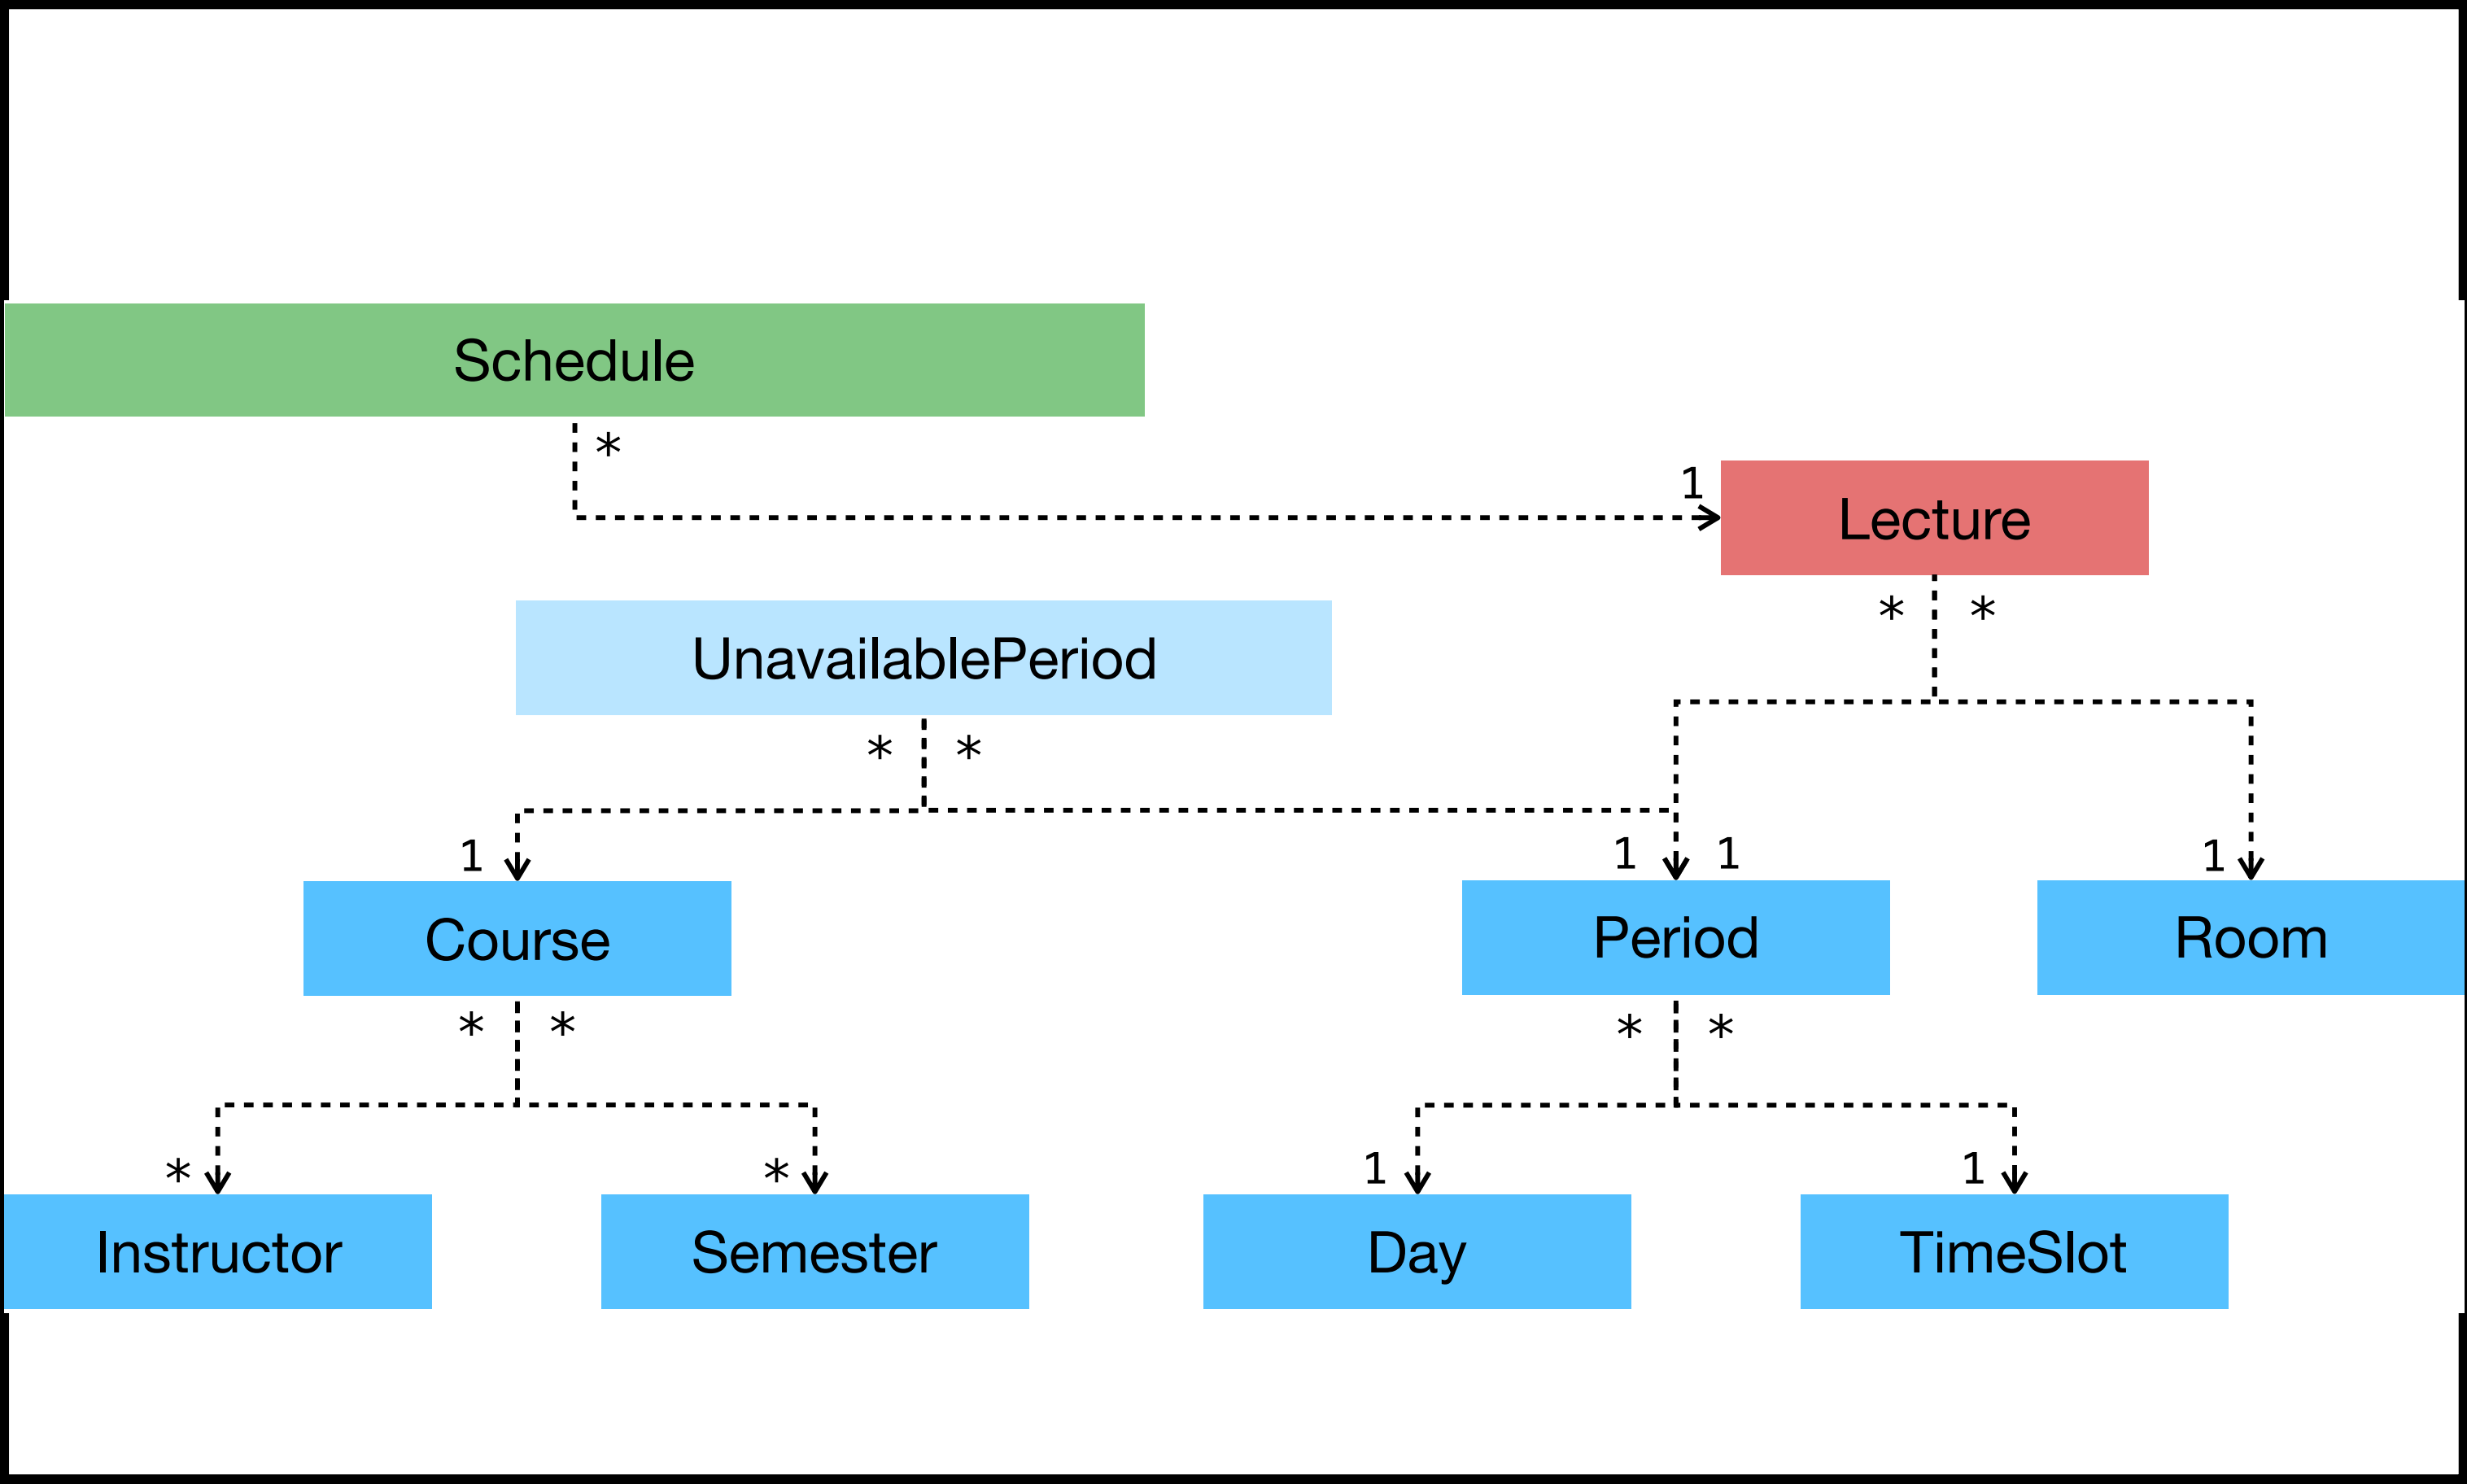 Schedule
*
1
Lecture
* *
UnavailablePeriod
* *
1
1 1
1
Course
Period
Room
* *
* *
*
*
1
1
Instructor
Semester
Day
TimeSlot